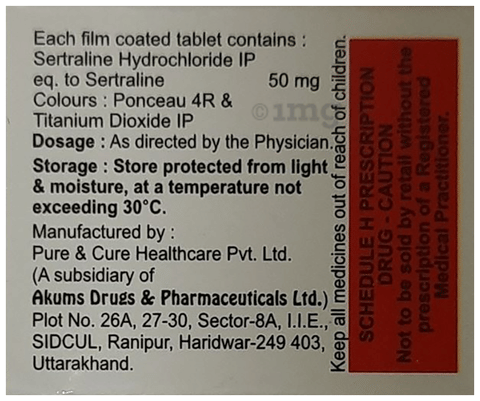 Each film coated tablet contains :
Sertraline Hydrochloride IP
eq. to Sertraline 50 mg
Colours : Ponceau 4R &
Titanium Dioxide IP
Dosage : As directed by the Physician.
Storage : Store protected from light
& moisture, at a temperature not
exceeding 30°C.
Manufactured by :
Pure & Cure Healthcare Pvt. Ltd.
(A subsidiary of
Akums Drugs & Pharmaceuticals Ltd.)
Plot No. 26A, 27-30, Sector-8A, I.I.E.,
SIDCUL, Ranipur, Haridwar-249 403,
Uttarakhand.
Keep all medicines out of reach of children.
SCHEDULE H PRESCRIPTION
DRUG - CAUTION
Not to be sold by retail without the
prescription of a Registered
Medical Practitioner.
©1mg